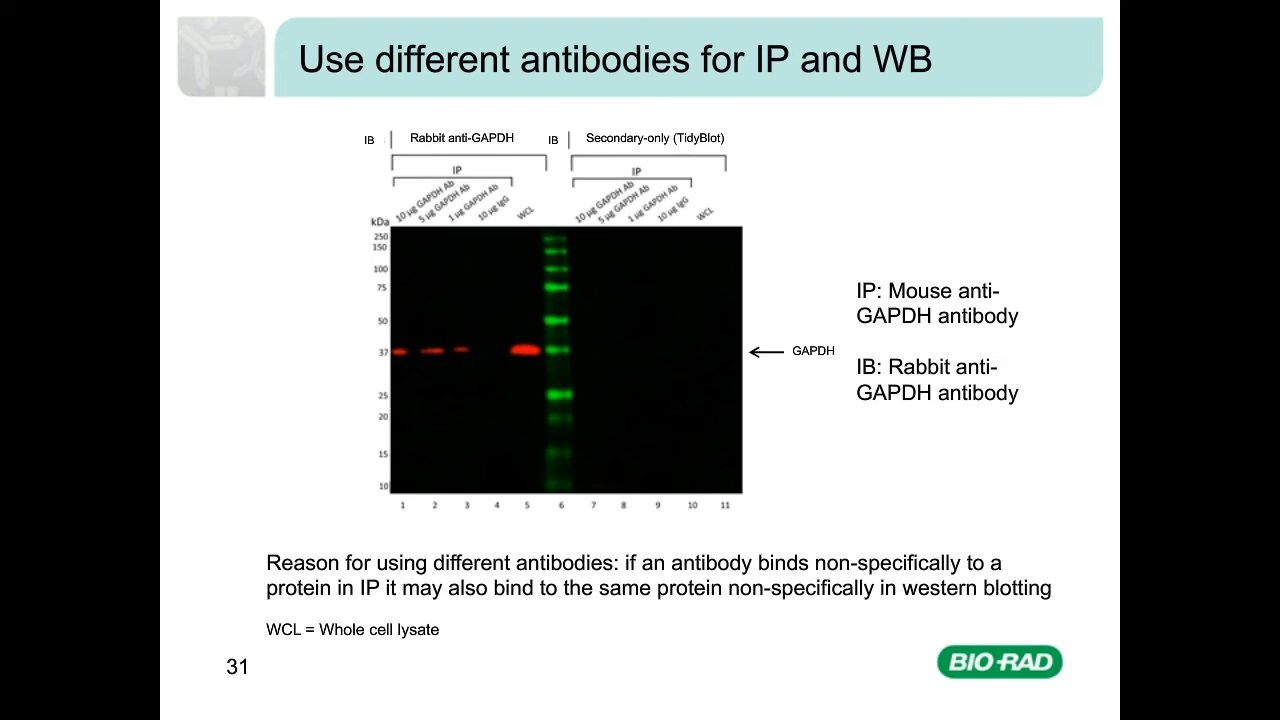 Use different antibodies for IP and WB
IB | Rabbit anti-GAPDH IB | Secondary-only (TidyBlot)
IP IP
10 µg GAPDH Ab 5 µg GAPDH Ab 1 µg GAPDH Ab 10 µg IgG WCL 10 µg GAPDH Ab 5 µg GAPDH Ab 1 µg GAPDH Ab 10 µg IgG WCL
kDa
250
150
100
75
50
37
25
20
15
10
1 2 3 4 5 6 7 8 9 10 11
GAPDH
IP: Mouse anti-
GAPDH antibody
IB: Rabbit anti-
GAPDH antibody
Reason for using different antibodies: if an antibody binds non-specifically to a
protein in IP it may also bind to the same protein non-specifically in western blotting
WCL = Whole cell lysate
31
BIO-RAD